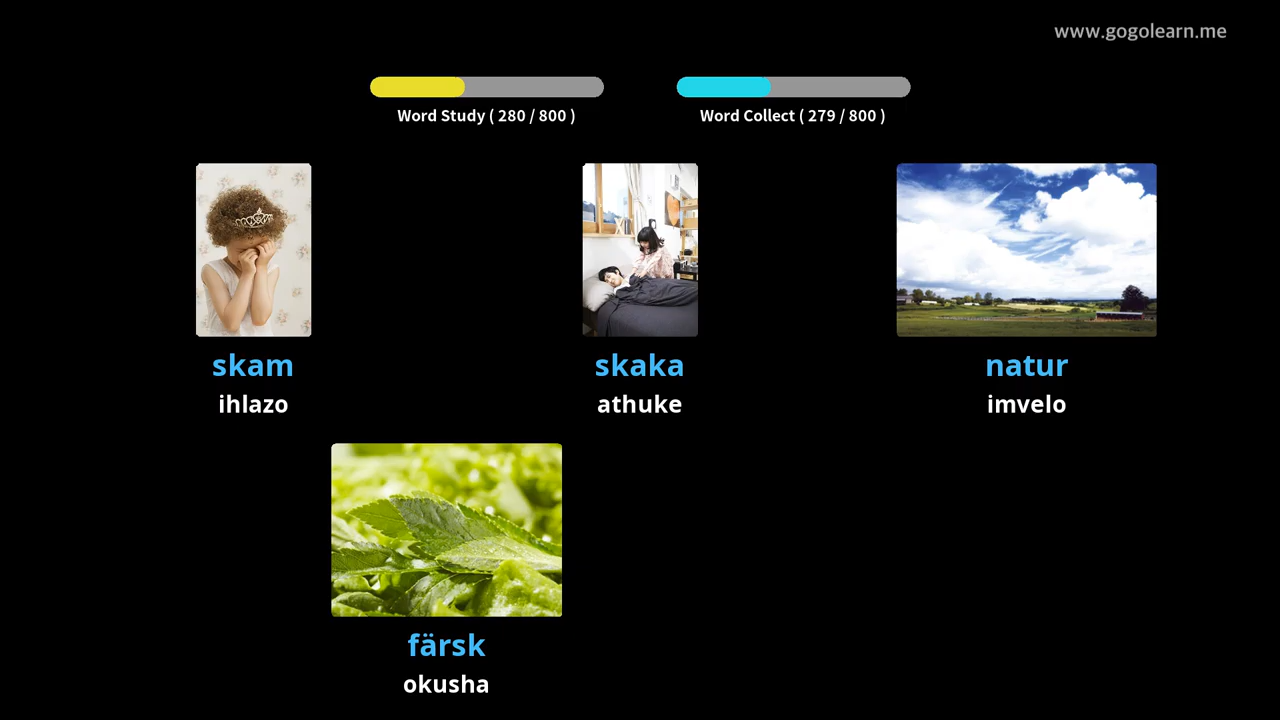 www.gogolearn.me
Word Study ( 280 / 800 )
Word Collect ( 279 / 800 )
skam
ihlazo
skaka
athuke
natur
imvelo
färsk
okusha